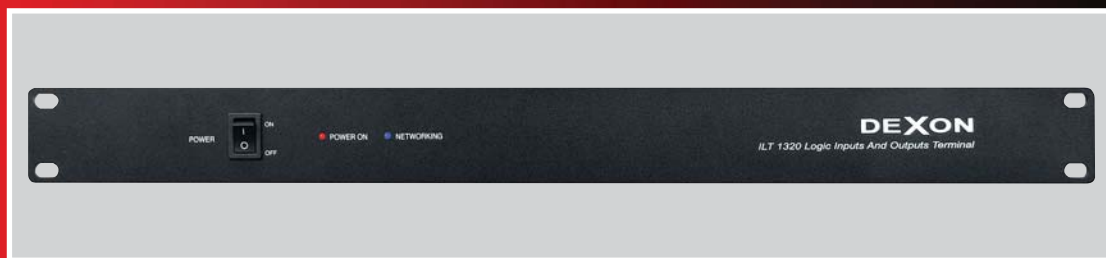 POWER
ON
I
O
OFF
POWER ON
NETWORKING
DEXON
ILT 1320 Logic Inputs And Outputs Terminal